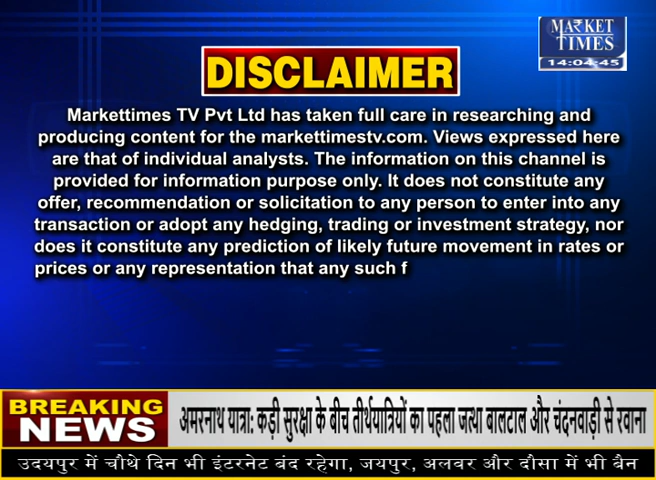 MARKET
TIMES
14:04:45
DISCLAIMER
Markettimes TV Pvt Ltd has taken full care in researching and
producing content for the markettimestv.com. Views expressed here
are that of individual analysts. The information on this channel is
provided for information purpose only. It does not constitute any
offer, recommendation or solicitation to any person to enter into any
transaction or adopt any hedging, trading or investment strategy, nor
does it constitute any prediction of likely future movement in rates or
prices or any representation that any such f
BREAKING
NEWS
अमरनाथ यात्रा: कड़ी सुरक्षा के बीच तीर्थयात्रियों का पहला जत्था बालटाल और चंदनवाड़ी से रवाना
उदयपुर में चौथे दिन भी इंटरनेट बंद रहेगा, जयपुर, अलवर और दौसा में भी बैन